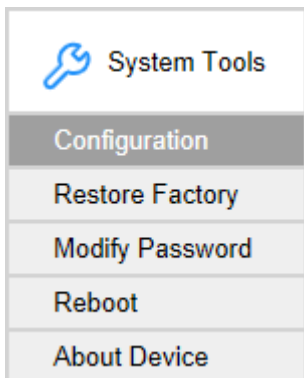 System Tools
Configuration
Restore Factory
Modify Password
Reboot
About Device